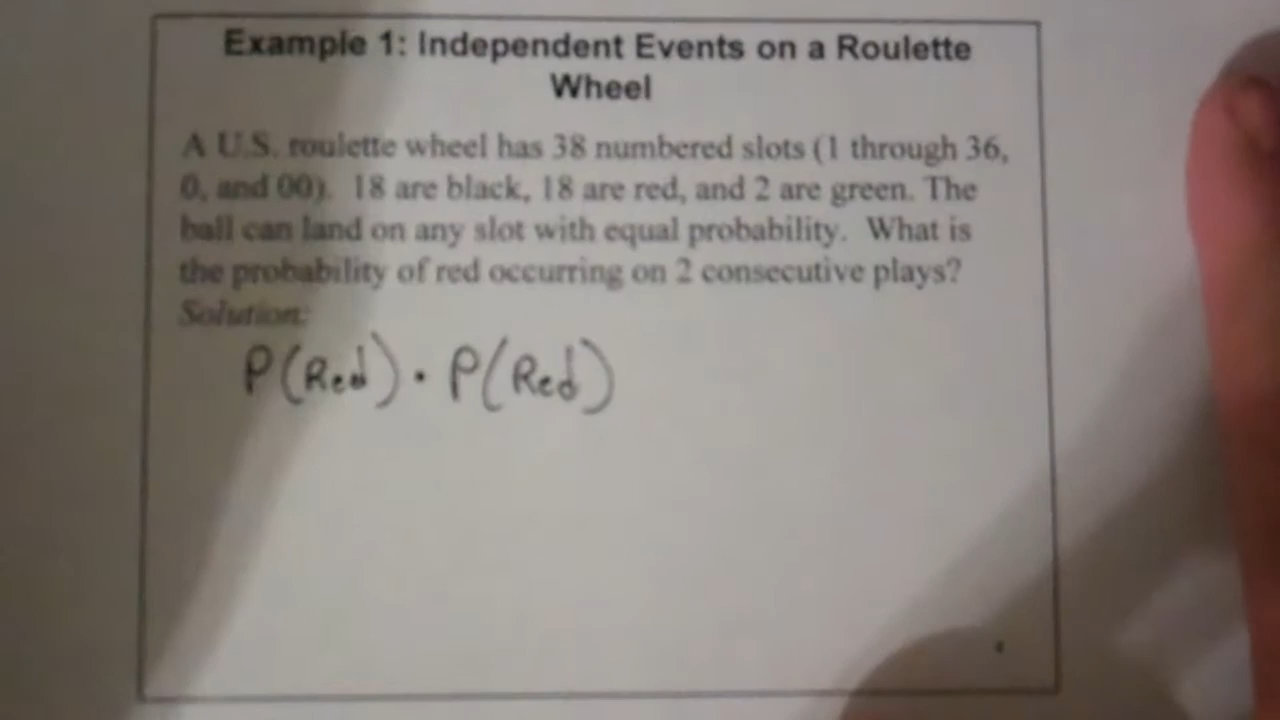 Example 1: Independent Events on a Roulette
Wheel
A U.S. roulette wheel has 38 numbered slots (1 through 36,
0, and 00).  18 are black, 18 are red, and 2 are green. The
ball can land on any slot with equal probability.  What is
the probability of red occurring on 2 consecutive plays?
Solution:
P(Red) · P(Red)